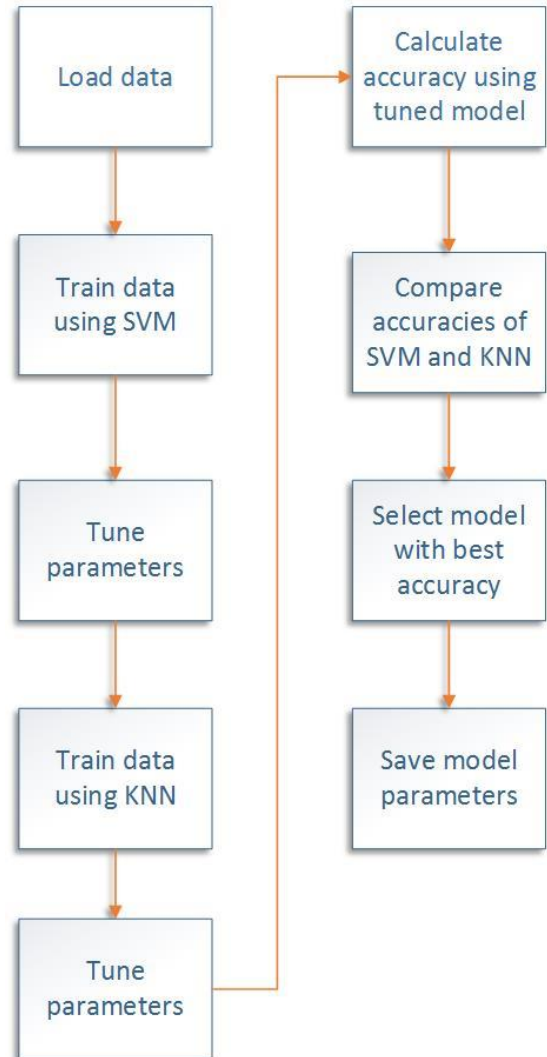 Load data
Train data
using SVM
Tune
parameters
Train data
using KNN
Tune
parameters
Calculate
accuracy using
tuned model
Compare
accuracies of
SVM and KNN
Select model
with best
accuracy
Save model
parameters